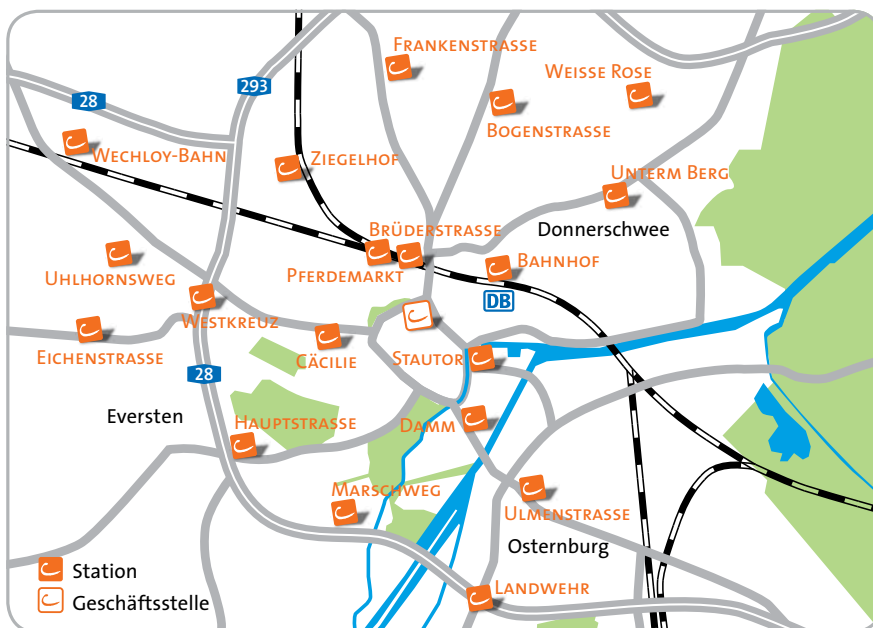 FRANKENSTRASSE
WEISSE ROSE
293
28
BOGENSTRASSE
WECHLOY-BAHN
ZIEGELHOF
UNTERM BERG
BRÜDERSTRASSE
DONNERSCHWEE
PFERDEMARKT
BAHNHOF
UHLHORNSWEG
DB
WESTKREUZ
EICHENSTRASSE
CÄCILIE
STAUTOR
28
Eversten
HAUPTSTRASSE
DAMM
MARSCHWEG
ULMENSTRASSE
Osternburg
Station
LANDWEHR
Geschäftsstelle